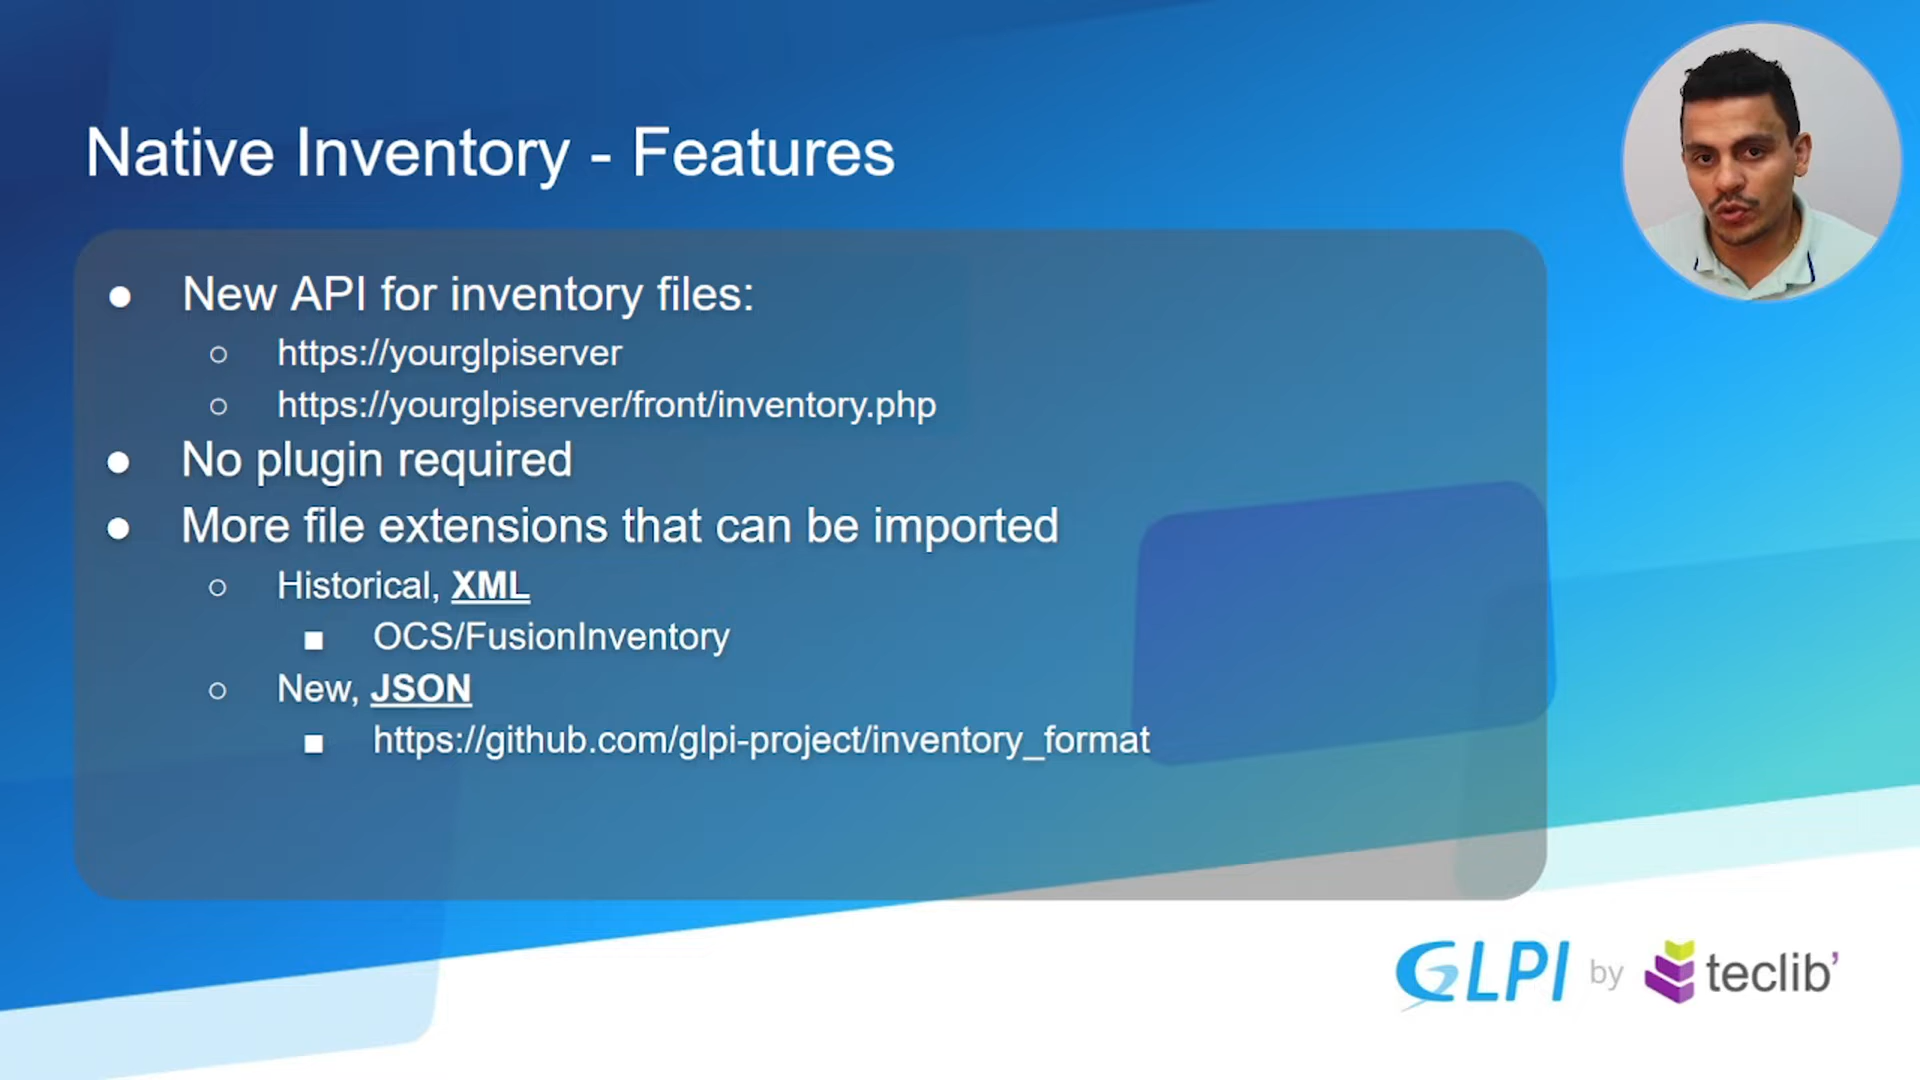 Native Inventory - Features
● New API for inventory files:
○ https://yourglpiserver
○ https://yourglpiserver/front/inventory.php
● No plugin required
● More file extensions that can be imported
○ Historical, XML
■ OCS/FusionInventory
○ New, JSON
■ https://github.com/glpi-project/inventory_format
GLPI by teclib'